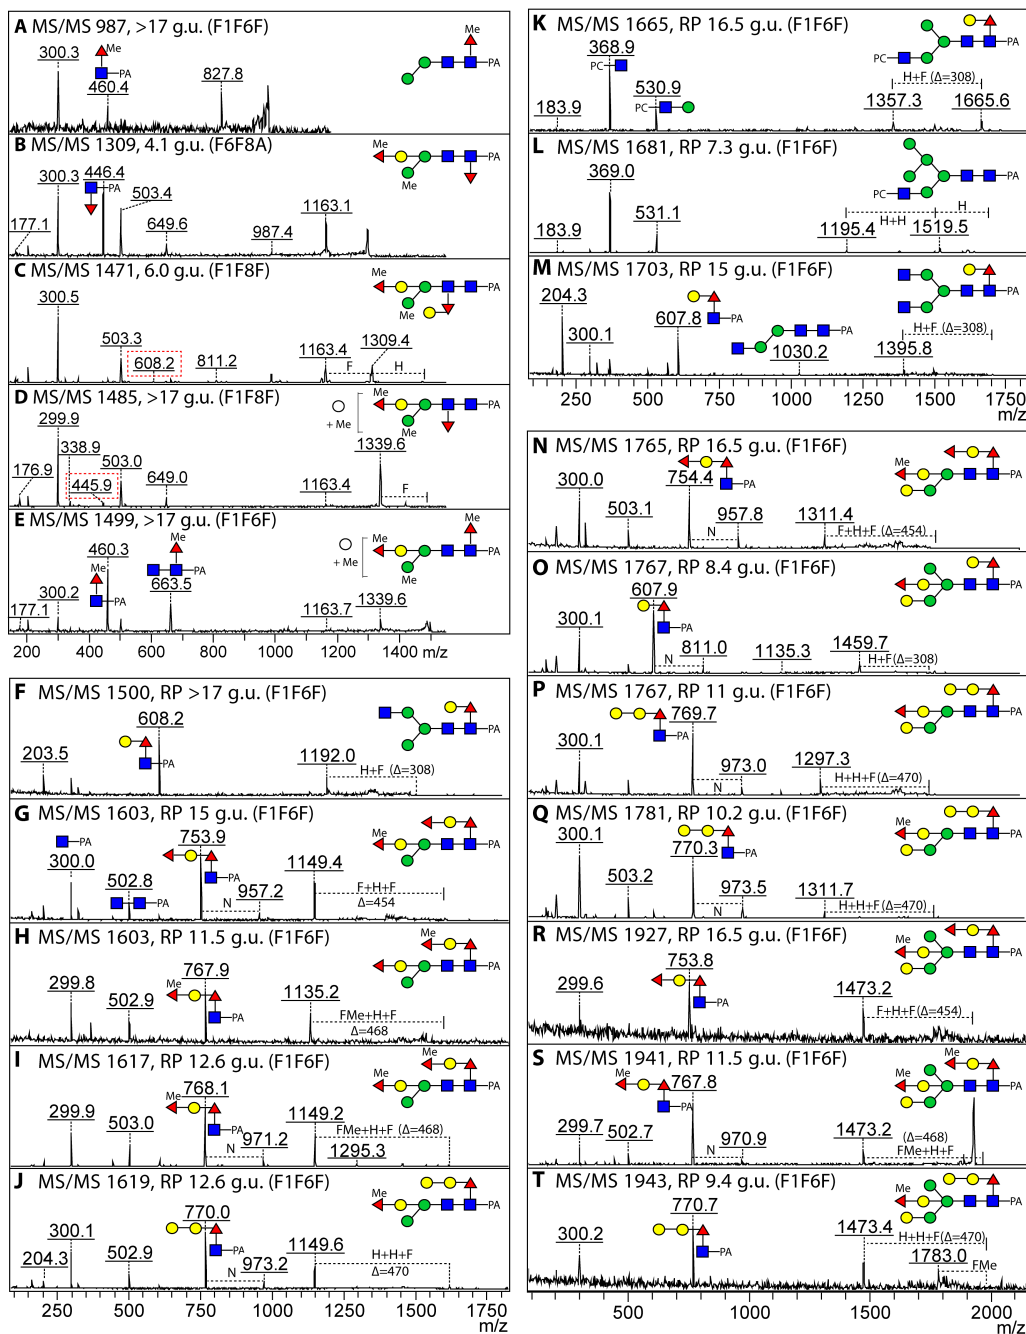 A MS/MS 987, >17 g.u. (F1F6F)
Me
300.3
Me
PA
460.4
827.8
PA
B MS/MS 1309, 4.1 g.u. (F6F8A)
300.3
446.4
PA
503.4
177.1
649.6
987.4
1163.1
Me
PA
C MS/MS 1471, 6.0 g.u. (F1F8F)
300.5
503.3
608.2
811.2
1163.4
1309.4
F
H
Me
PA
D MS/MS 1485, >17 g.u. (F1F8F)
299.9
338.9
176.9
445.9
503.0
649.0
1163.4
1339.6
F
+ Me
Me
PA
E MS/MS 1499, >17 g.u. (F1F6F)
Me
460.3
Me
PA
663.5
Me
PA
300.2
177.1
1163.7
1339.6
+ Me
Me
Me
PA
200 400 600 800 1000 1200 1400 m/z
F MS/MS 1500, RP >17 g.u. (F1F6F)
608.2
PA
203.5
1192.0
H+F (Δ=308)
PA
G MS/MS 1603, RP 15 g.u. (F1F6F)
PA
300.0
753.9
PA
502.8
PA
957.2
N
1149.4
F+H+F
Δ=454
Me
PA
H MS/MS 1603, RP 11.5 g.u. (F1F6F)
Me
299.8
502.9
767.9
Me
PA
1135.2
FMe+H+F
Δ=468
PA
I MS/MS 1617, RP 12.6 g.u. (F1F6F)
Me
299.9
503.0
768.1
Me
PA
971.2
N
1149.2
FMe+H+F (Δ=468)
1295.3
Me
PA
J MS/MS 1619, RP 12.6 g.u. (F1F6F)
300.1
204.3
502.9
770.0
PA
973.2
N
1149.6
H+H+F
Δ=470
Me
PA
500 750 1000 1250 1500 1750
m/z
K MS/MS 1665, RP 16.5 g.u. (F1F6F)
368.9
PC
183.9
530.9
PC
H+F (Δ=308)
1357.3
1665.6
PC
PA
L MS/MS 1681, RP 7.3 g.u. (F1F6F)
369.0
183.9
531.1
1195.4
H+H
1519.5
H
PC
PA
M MS/MS 1703, RP 15 g.u. (F1F6F)
204.3
300.1
607.8
PA
PA
1030.2
1395.8
H+F (Δ=308)
PA
250 500 750 1000 1250 1500 1750
m/z
N MS/MS 1765, RP 16.5 g.u. (F1F6F)
300.0
503.1
754.4
PA
957.8
N
1311.4
F+H+F (Δ=454)
Me
PA
O MS/MS 1767, RP 8.4 g.u. (F1F6F)
300.1
607.9
PA
811.0
N
1135.3
1459.7
H+F(Δ=308)
PA
P MS/MS 1767, RP 11 g.u. (F1F6F)
300.1
769.7
PA
973.0
N
1297.3
H+H+F(Δ=470)
PA
Q MS/MS 1781, RP 10.2 g.u. (F1F6F)
300.1
503.2
770.3
PA
973.5
N
1311.7
H+H+F (Δ=470)
Me
PA
R MS/MS 1927, RP 16.5 g.u. (F1F6F)
Me
299.6
753.8
PA
1473.2
F+H+F(Δ=454)
Me
PA
S MS/MS 1941, RP 11.5 g.u. (F1F6F)
Me
299.7
502.7
Me
767.8
PA
970.9
N
1473.2
(Δ=468)
FMe+H+F
Me
PA
T MS/MS 1943, RP 9.4 g.u. (F1F6F)
300.2
770.7
PA
1473.4
H+H+F(Δ=470)
1783.0
FMe
Me
PA
500 1000 1500 2000
m/z